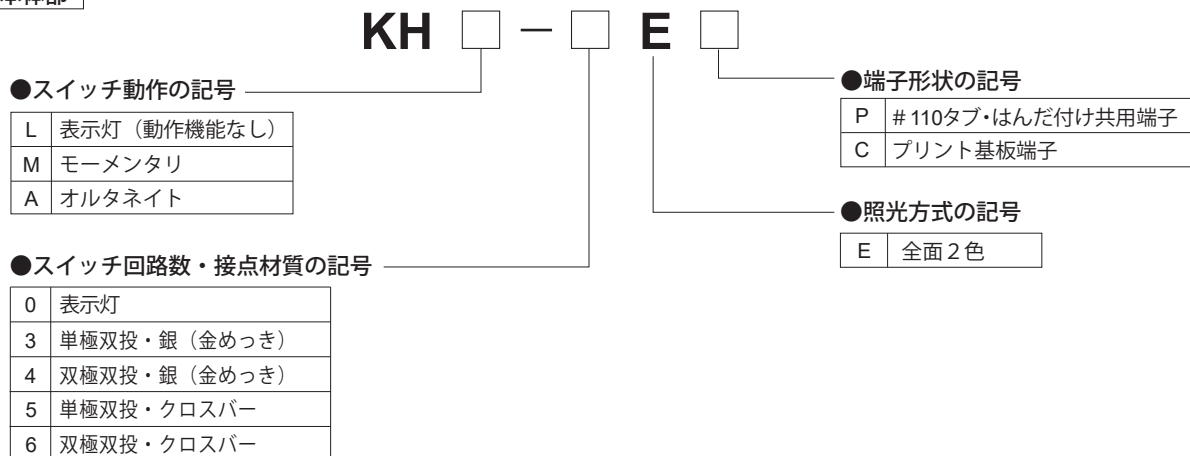 KH □ － □ E □
●スイッチ動作の記号
L 表示灯（動作機能なし）
M モーメンタリ
A オルタネイト
●スイッチ回路数・接点材質の記号
0 表示灯
3 単極双投・銀（金めっき）
4 双極双投・銀（金めっき）
5 単極双投・クロスバー
6 双極双投・クロスバー
●端子形状の記号
P ＃110タブ・はんだ付け共用端子
C プリント基板端子
●照光方式の記号
E 全面２色